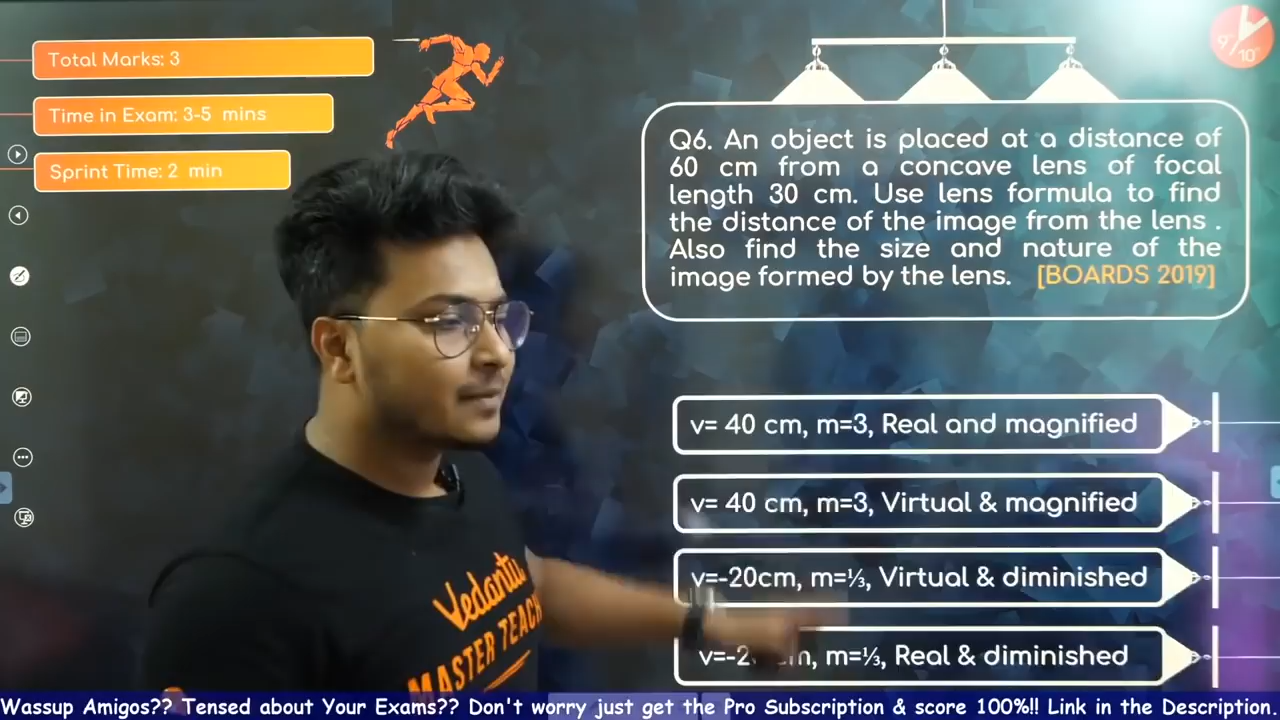 Total Marks: 3
Time in Exam: 3-5 mins
Sprint Time: 2 min
9th
10th
Q6. An object is placed at a distance of
60 cm from a concave lens of focal
length 30 cm. Use lens formula to find
the distance of the image from the lens .
Also find the size and nature of the
image formed by the lens. [BOARDS 2019]
v= 40 cm, m=3, Real and magnified
v= 40 cm, m=3, Virtual & magnified
v=-20cm, m=⅓, Virtual & diminished
m=⅓, Real & diminished
Vedantu
MASTER TEACH
Wassup Amigos?? Tensed about Your Exams?? Don't worry just get the Pro Subscription & score 100%!! Link in the Description.